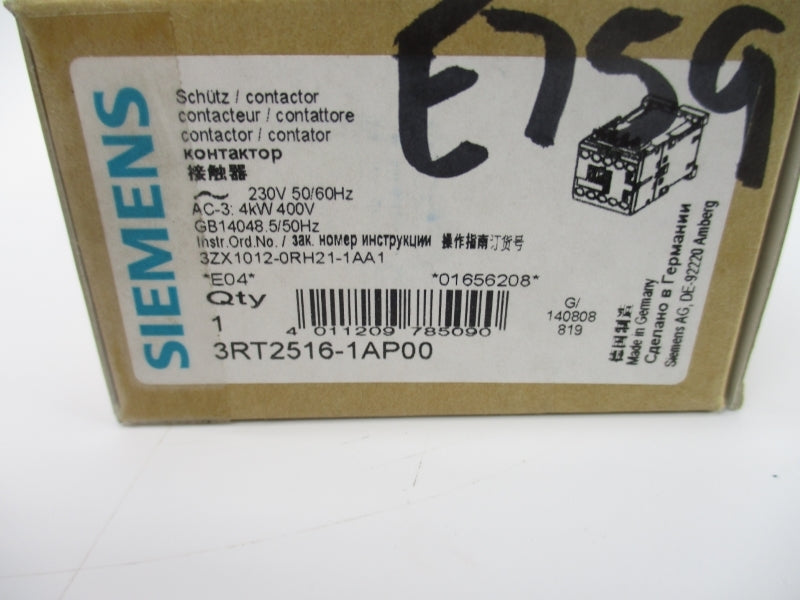 E759
SIEMENS
Schütz / contactor
contacteur / contattore
contactor / contator
контактор
接触器
~ 230V 50/60Hz
AC-3: 4kW 400V
GB14048.5/50Hz
Instr.Ord.No. / зак. номер инструкции 操作指南订货号
3ZX1012-0RH21-1AA1
*E04* *01656208*
Qty
1
4 011209 785090
3RT2516-1AP00
G/
140808
819
德国制造
Made in Germany
Сделано в Германии
Siemens AG, DE-92220 Amberg